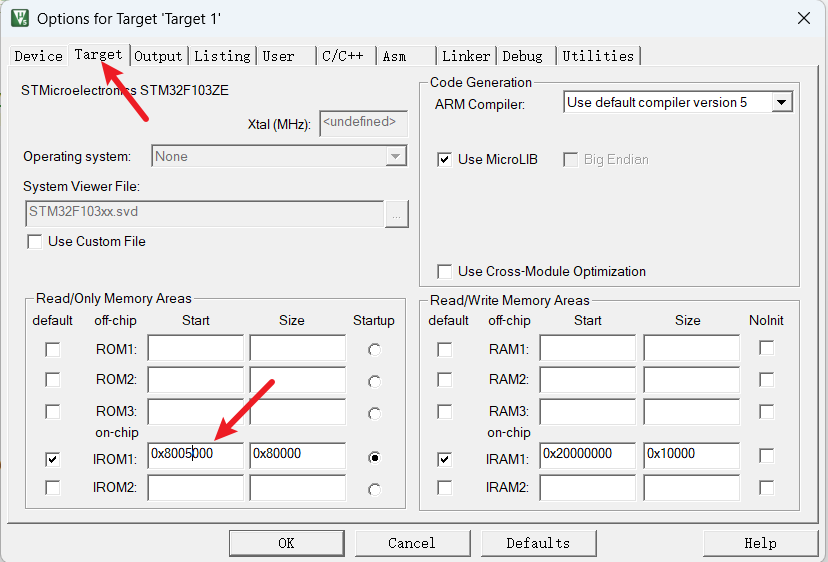 Options for Target 'Target 1'
Device Target Output Listing User C/C++ Asm Linker Debug Utilities
STMicroelectronics STM32F103ZE
Xtal (MHz): <undefined>
Operating system: None
System Viewer File:
STM32F103xx.svd ...
Use Custom File
Code Generation
ARM Compiler: Use default compiler version 5
Use MicroLIB Big Endian
Use Cross-Module Optimization
Read/Only Memory Areas
default off-chip Start Size Startup
ROM1:
ROM2:
ROM3:
on-chip
IROM1: 0x8005000 0x80000
IROM2:
Read/Write Memory Areas
default off-chip Start Size NoInit
RAM1:
RAM2:
RAM3:
on-chip
IRAM1: 0x20000000 0x10000
IRAM2:
OK Cancel Defaults Help